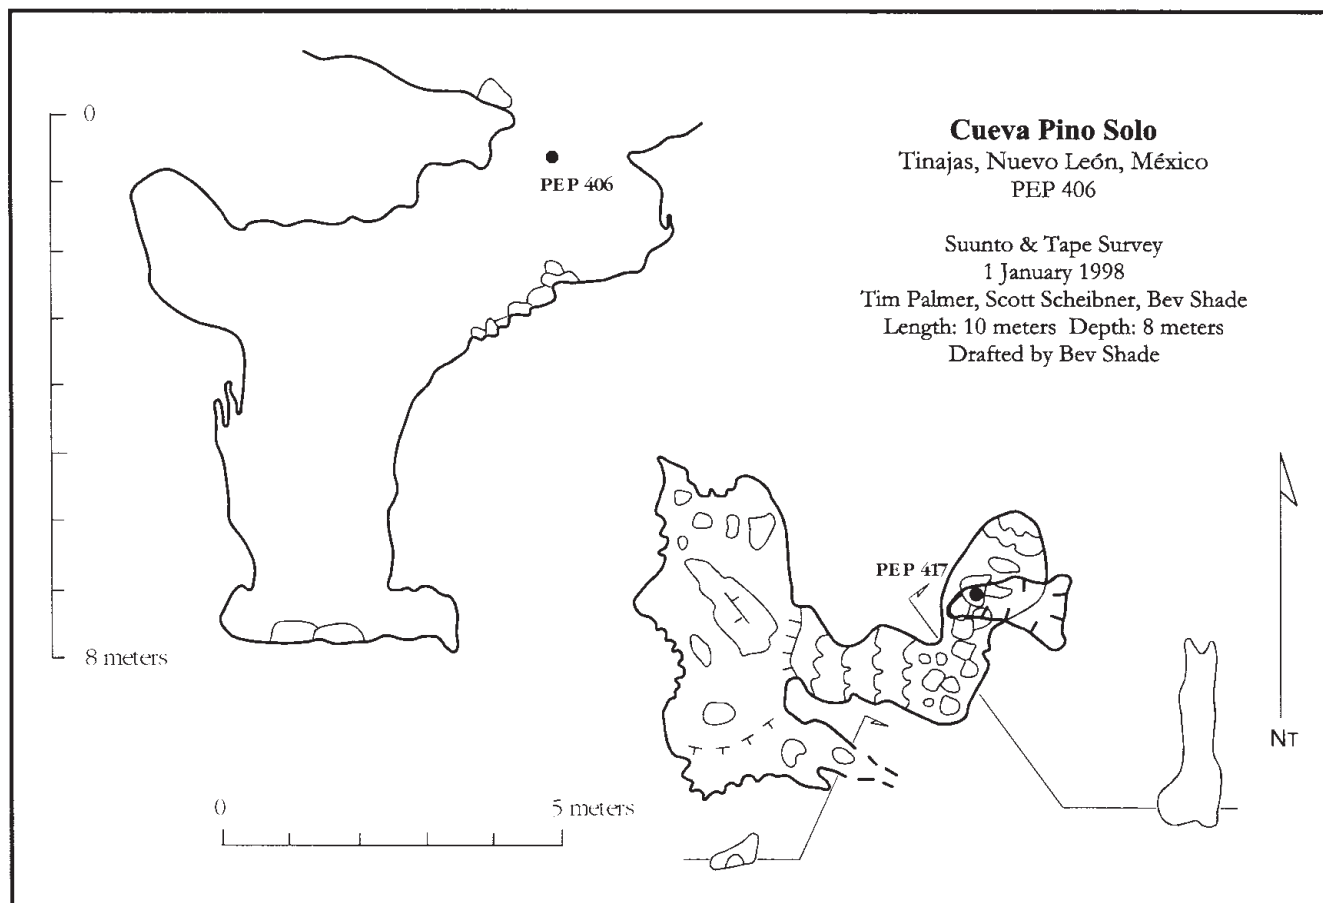 0
PEP 406
8 meters
Cueva Pino Solo
Tinajas, Nuevo León, México
PEP 406
Suunto & Tape Survey
1 January 1998
Tim Palmer, Scott Scheibner, Bev Shade
Length: 10 meters Depth: 8 meters
Drafted by Bev Shade
PEP 417
NT
0
5 meters